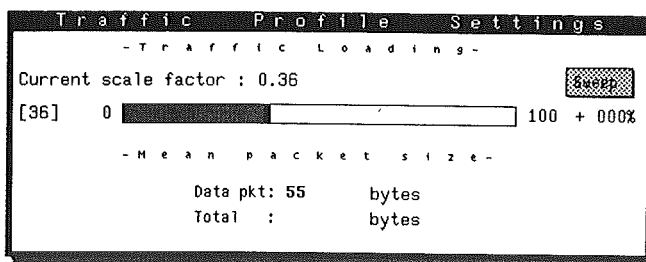 Traffic Profile Settings
-Traffic Loading-
Current scale factor : 0.36
Sweep
[36] 0 100 + 000%
-Mean packet size-
Data pkt: 55 bytes
Total : bytes